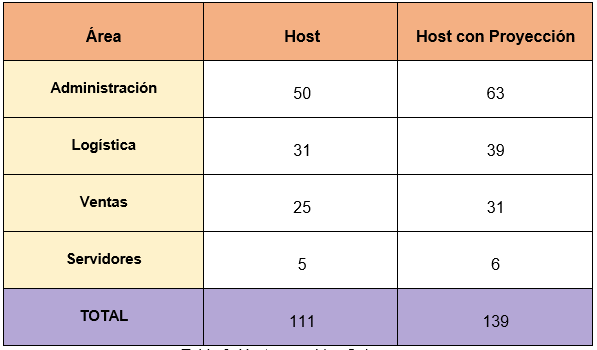 Área Host Host con Proyección
Administración 50 63
Logística 31 39
Ventas 25 31
Servidores 5 6
TOTAL 111 139